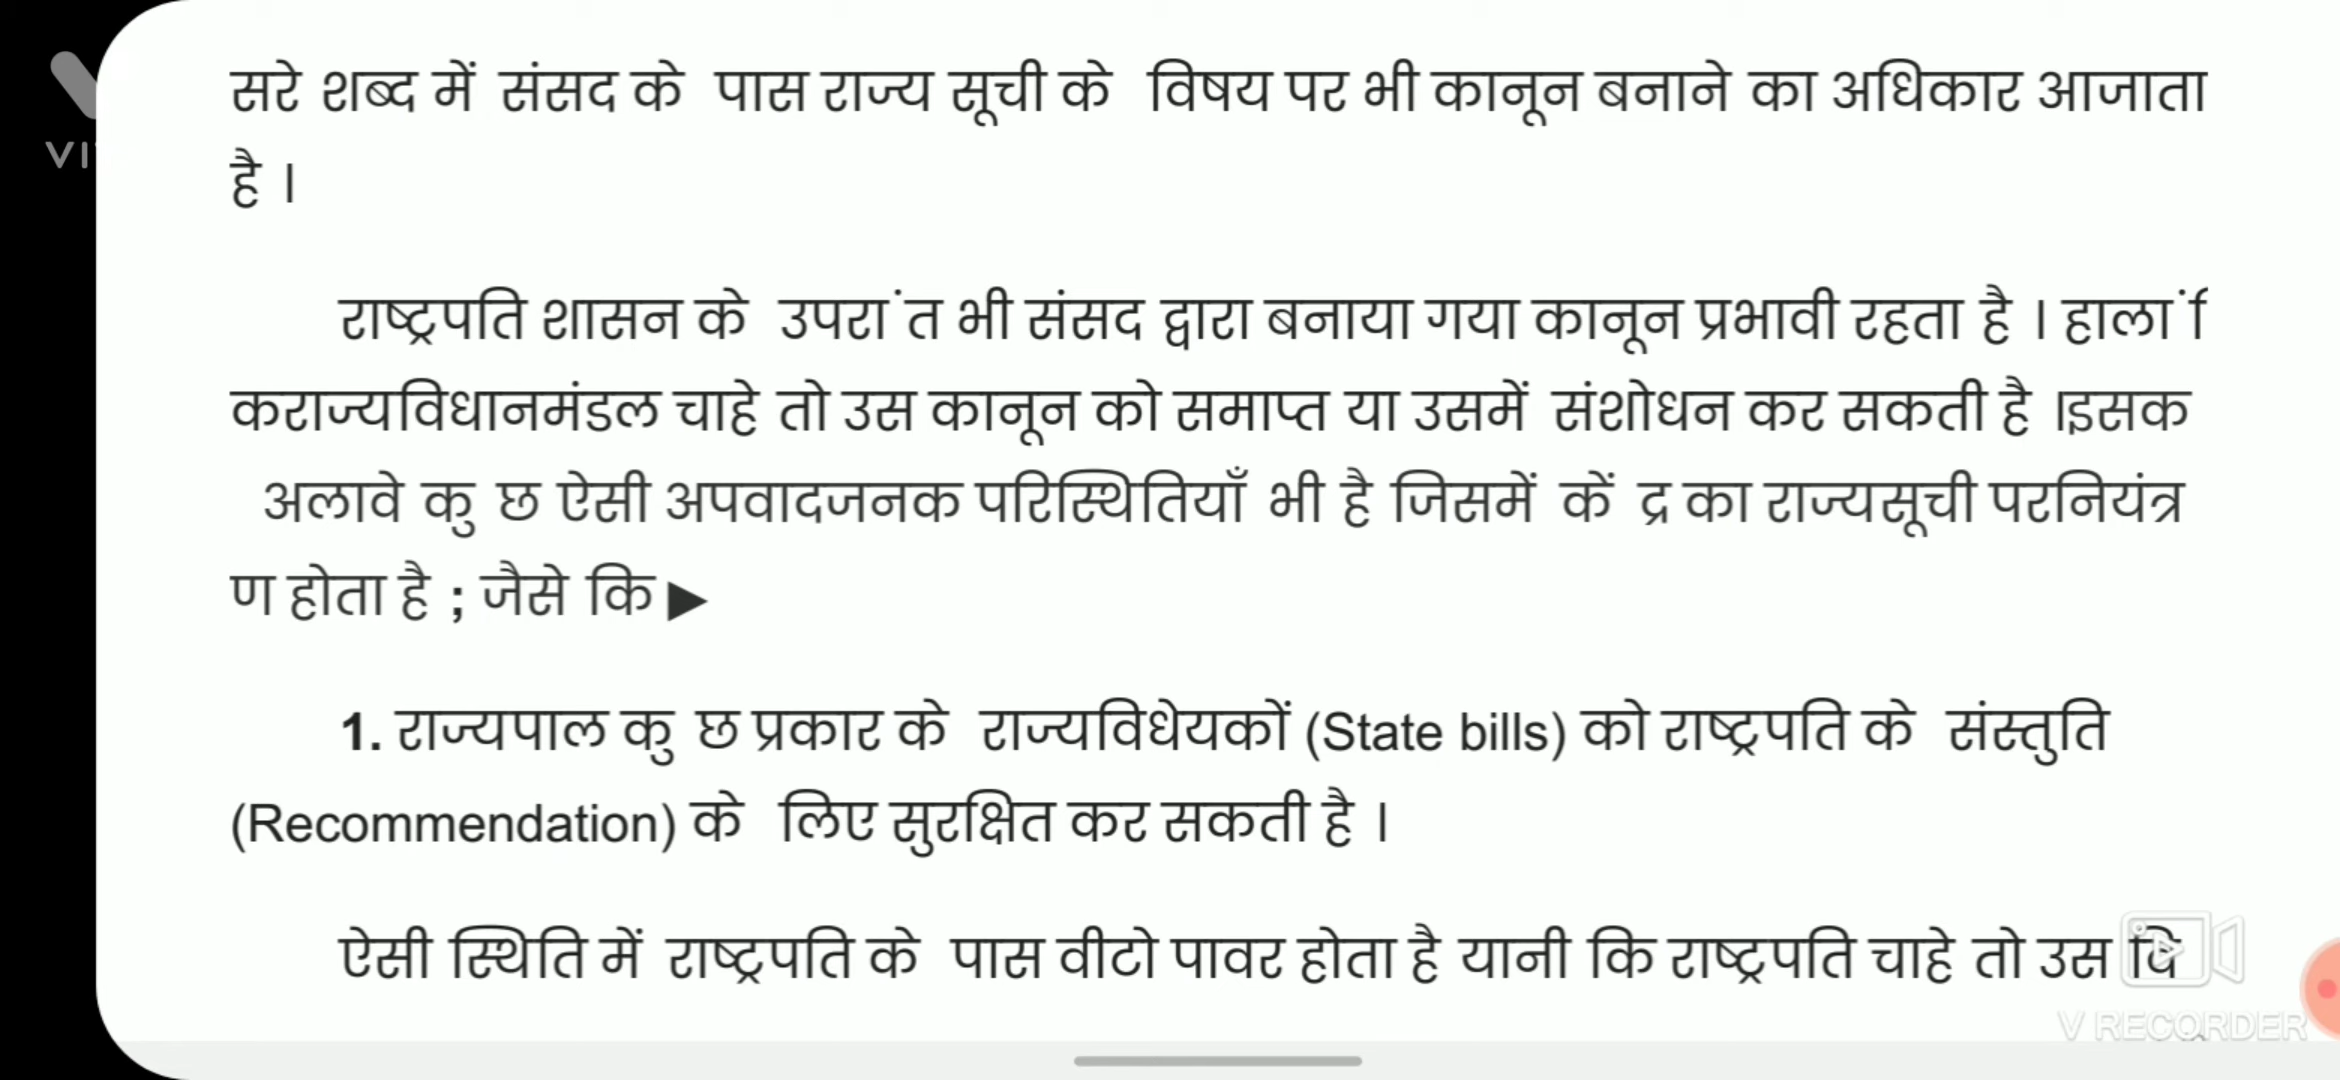 सरे शब्द में संसद के पास राज्य सूची के विषय पर भी कानून बनाने का अधिकार आजाता
है ।
राष्ट्रपति शासन के उपरांत भी संसद द्वारा बनाया गया कानून प्रभावी रहता है । हालांि
कराज्यविधानमंडल चाहे तो उस कानून को समाप्त या उसमें संशोधन कर सकती है ।इसक
अलावे कु छ ऐसी अपवादजनक परिस्थितियाँ भी है जिसमें कें द्र का राज्यसूची परनियंत्र
ण होता है ; जैसे कि ▶
1. राज्यपाल कु छ प्रकार के राज्यविधेयकों (State bills) को राष्ट्रपति के संस्तुति
(Recommendation) के लिए सुरक्षित कर सकती है ।
ऐसी स्थिति में राष्ट्रपति के पास वीटो पावर होता है यानी कि राष्ट्रपति चाहे तो उस वि
V RECORDER